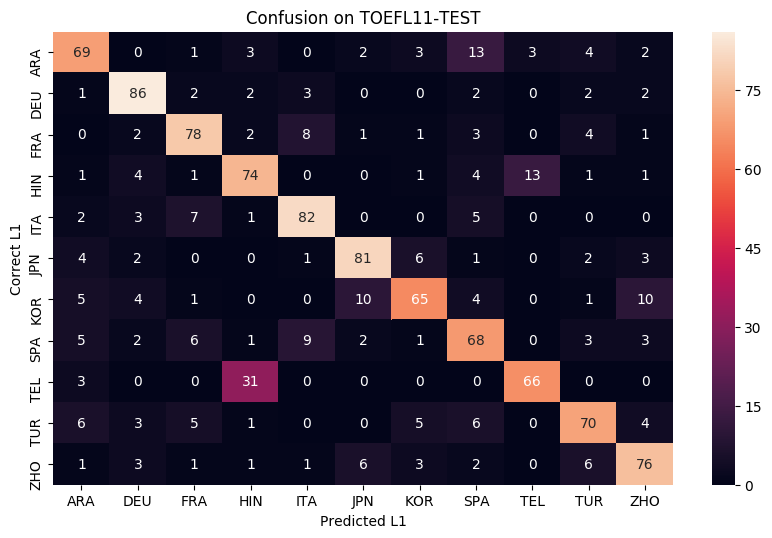 Confusion on TOEFL11-TEST
Correct L1
ARA 69 0 1 3 0 2 3 13 3 4 2
DEU 1 86 2 2 3 0 0 2 0 2 2
FRA 0 2 78 2 8 1 1 3 0 4 1
HIN 1 4 1 74 0 0 1 4 13 1 1
ITA 2 3 7 1 82 0 0 5 0 0 0
JPN 4 2 0 0 1 81 6 1 0 2 3
KOR 5 4 1 0 0 10 65 4 0 1 10
SPA 5 2 6 1 9 2 1 68 0 3 3
TEL 3 0 0 31 0 0 0 0 66 0 0
TUR 6 3 5 1 0 0 5 6 0 70 4
ZHO 1 3 1 1 1 6 3 2 0 6 76
ARA DEU FRA HIN ITA JPN KOR SPA TEL TUR ZHO
Predicted L1
75
60
45
30
15
0